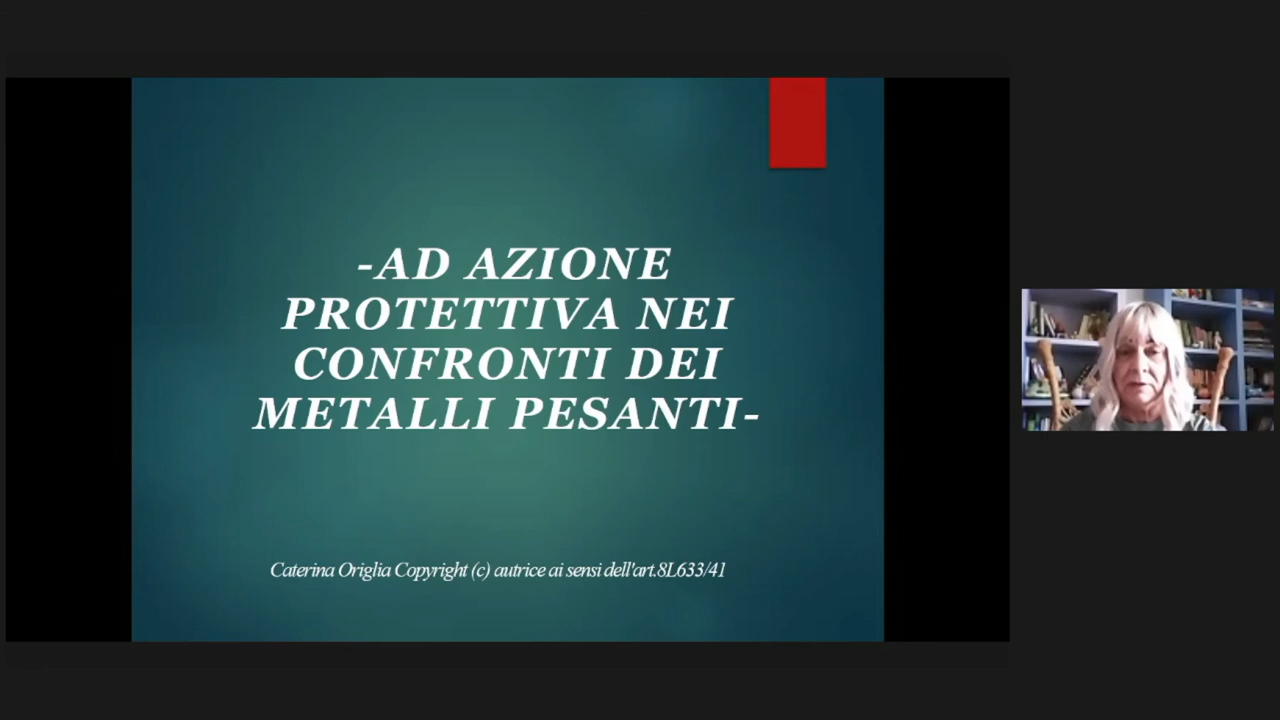 -AD AZIONE
PROTETTIVA NEI
CONFRONTI DEI
METALLI PESANTI-
Caterina Origlia Copyright (c) autrice ai sensi dell'art.8L633/41